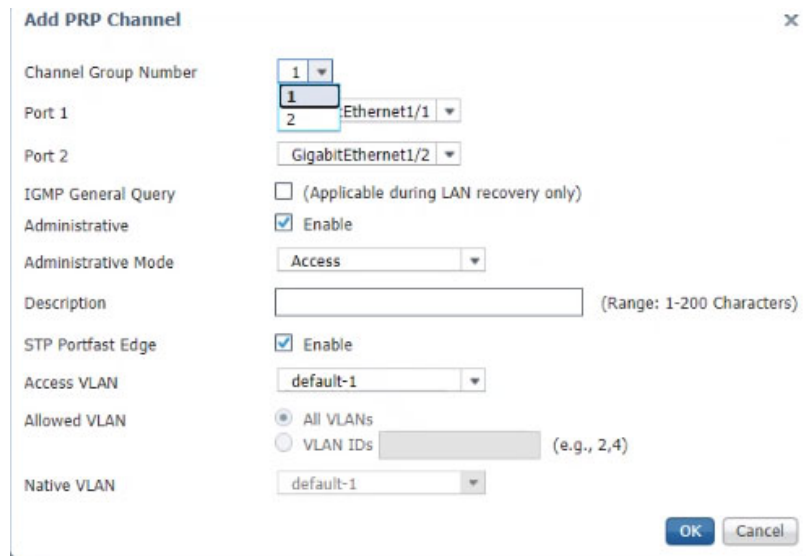 Add PRP Channel
Channel Group Number 1
1
2
Port 1 Ethernet1/1
Port 2 GigabitEthernet1/2
IGMP General Query (Applicable during LAN recovery only)
Administrative Enable
Administrative Mode Access
Description (Range: 1-200 Characters)
STP Portfast Edge Enable
Access VLAN default-1
Allowed VLAN All VLANs
VLAN IDs (e.g., 2,4)
Native VLAN default-1
OK Cancel